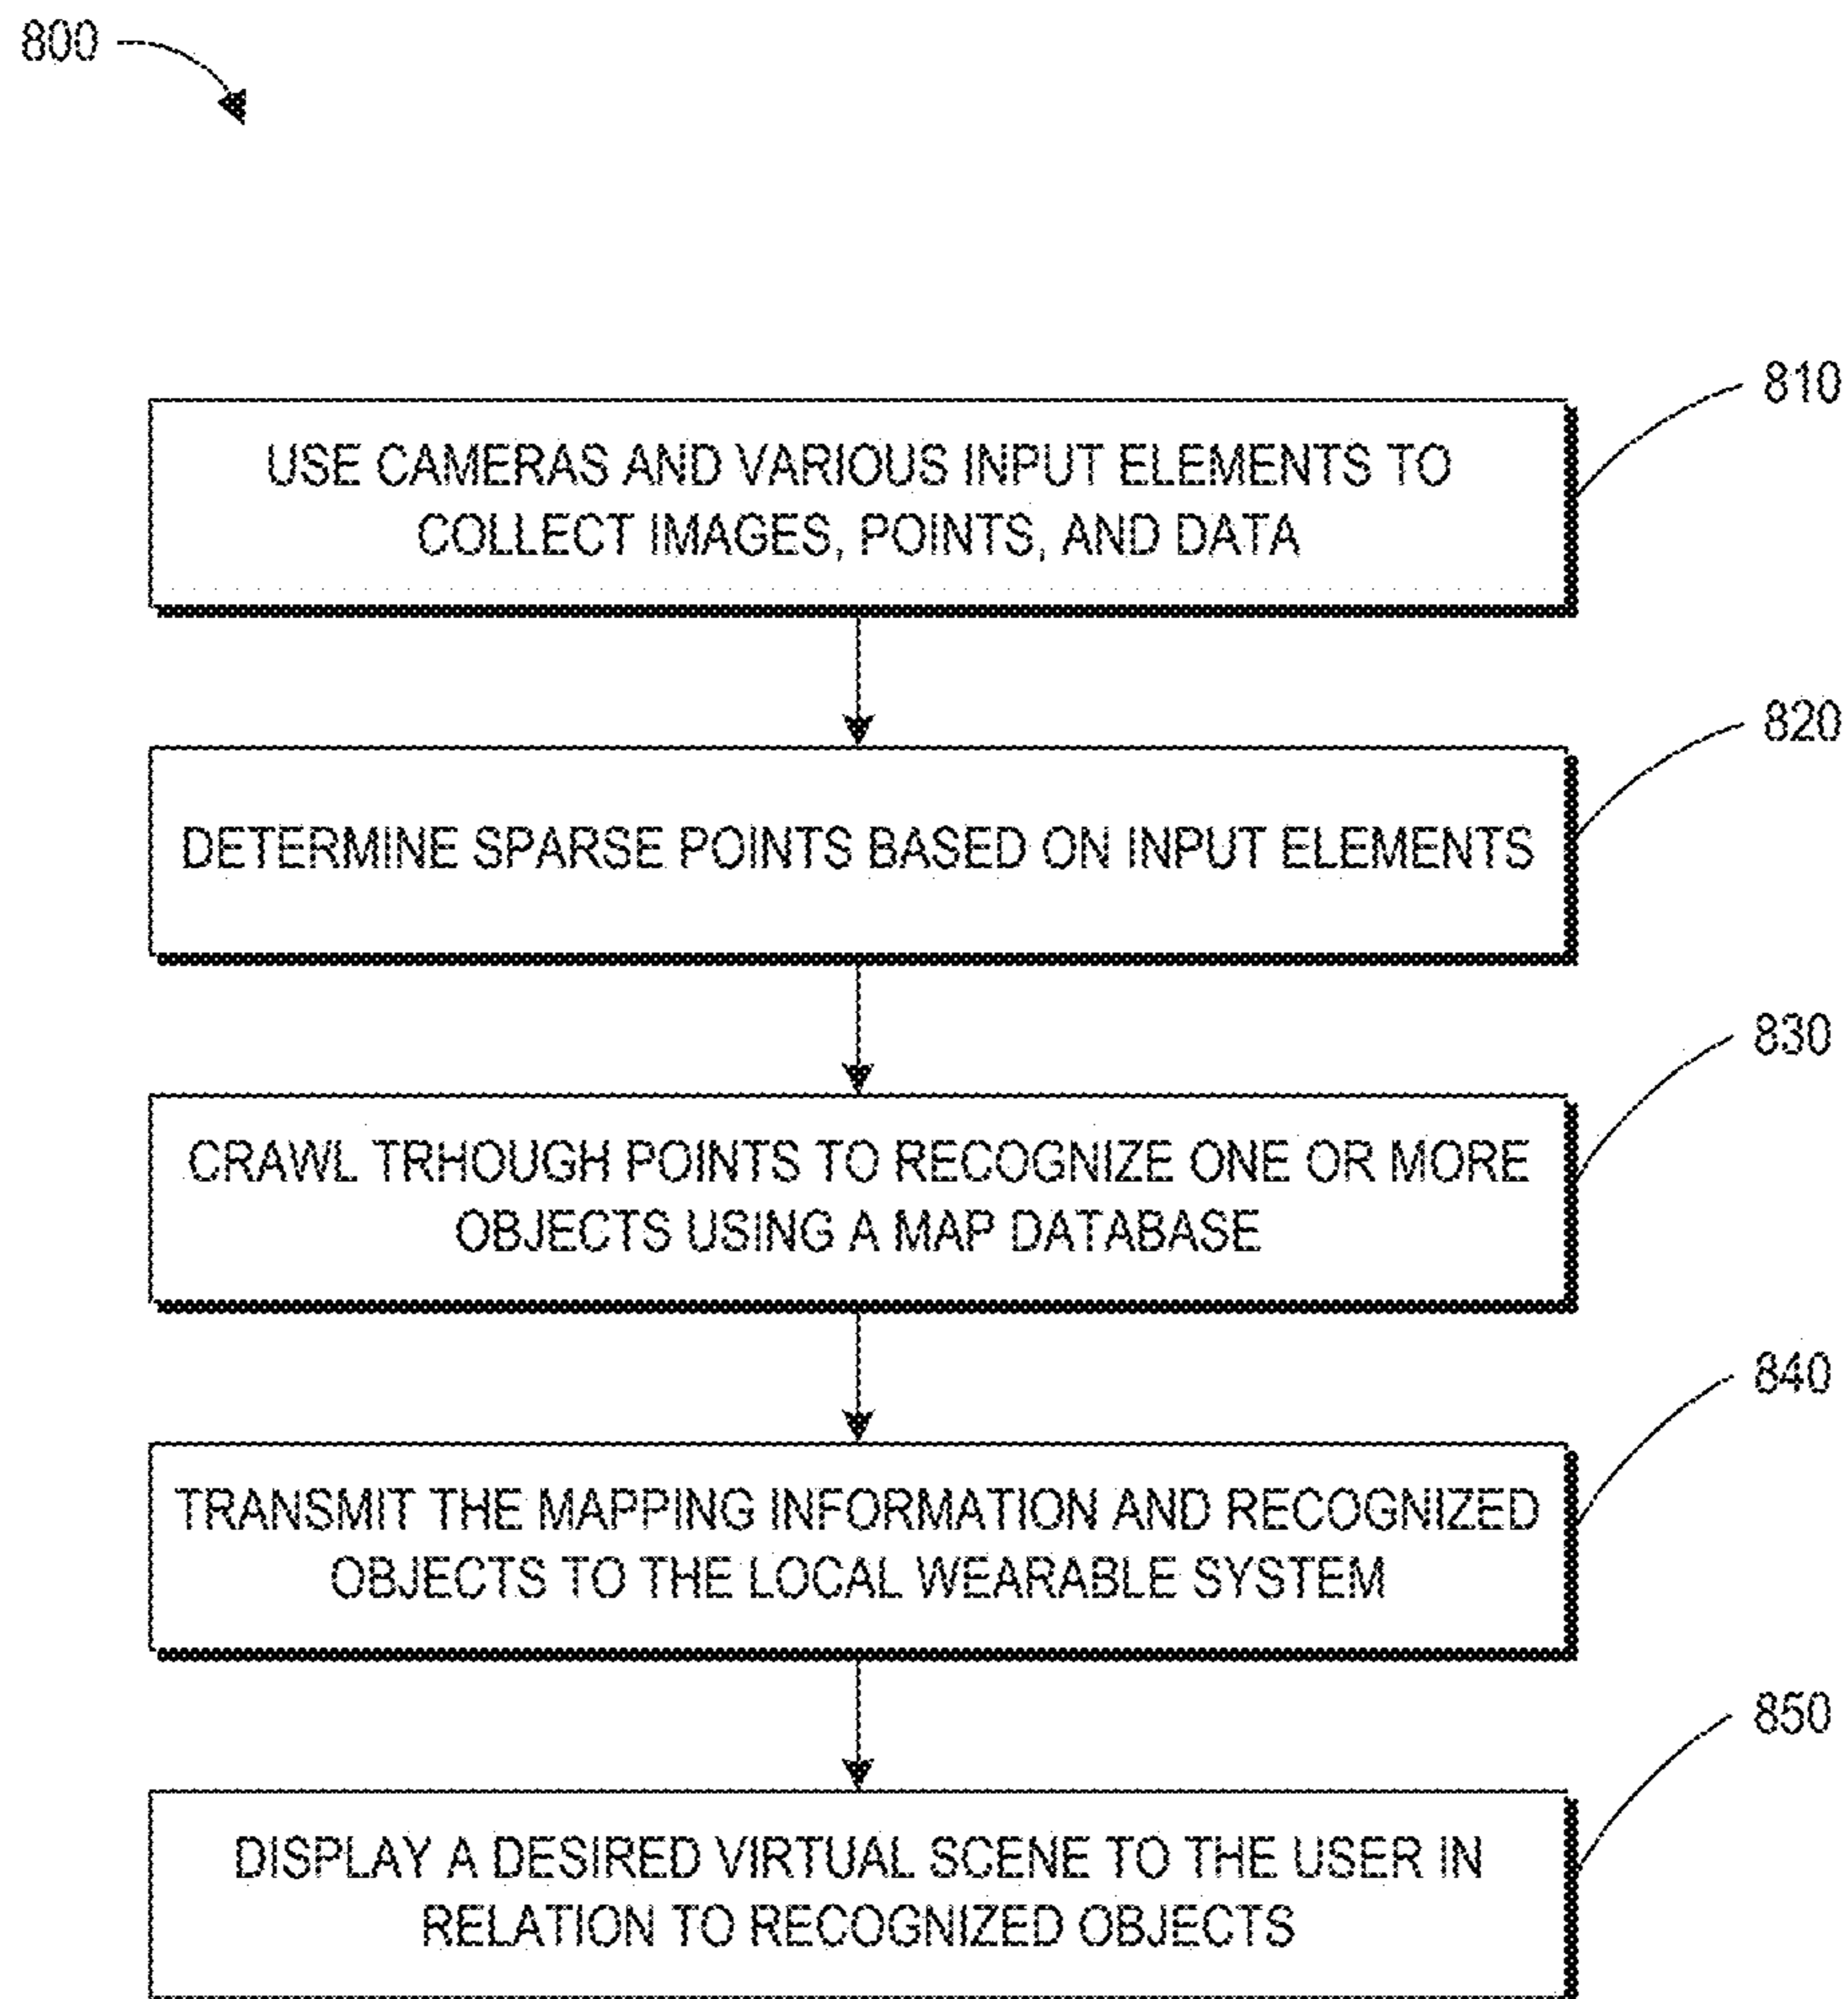 800
810
USE CAMERAS AND VARIOUS INPUT ELEMENTS TO
COLLECT IMAGES, POINTS, AND DATA
820
DETERMINE SPARSE POINTS BASED ON INPUT ELEMENTS
830
CRAWL TRHOUGH POINTS TO RECOGNIZE ONE OR MORE
OBJECTS USING A MAP DATABASE
840
TRANSMIT THE MAPPING INFORMATION AND RECOGNIZED
OBJECTS TO THE LOCAL WEARABLE SYSTEM
850
DISPLAY A DESIRED VIRTUAL SCENE TO THE USER IN
RELATION TO RECOGNIZED OBJECTS